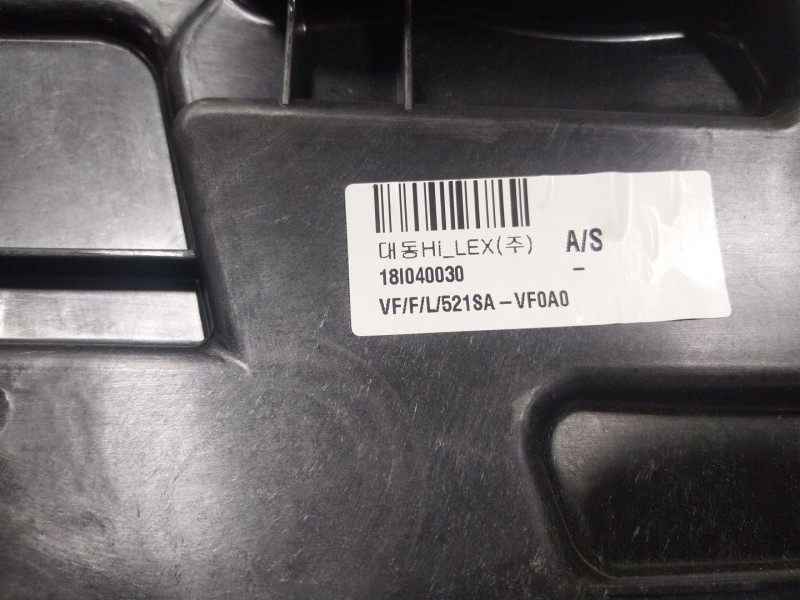 대동Hi_LEX(주) A/S
18I040030 -
VF/F/L/521SA-VF0A0